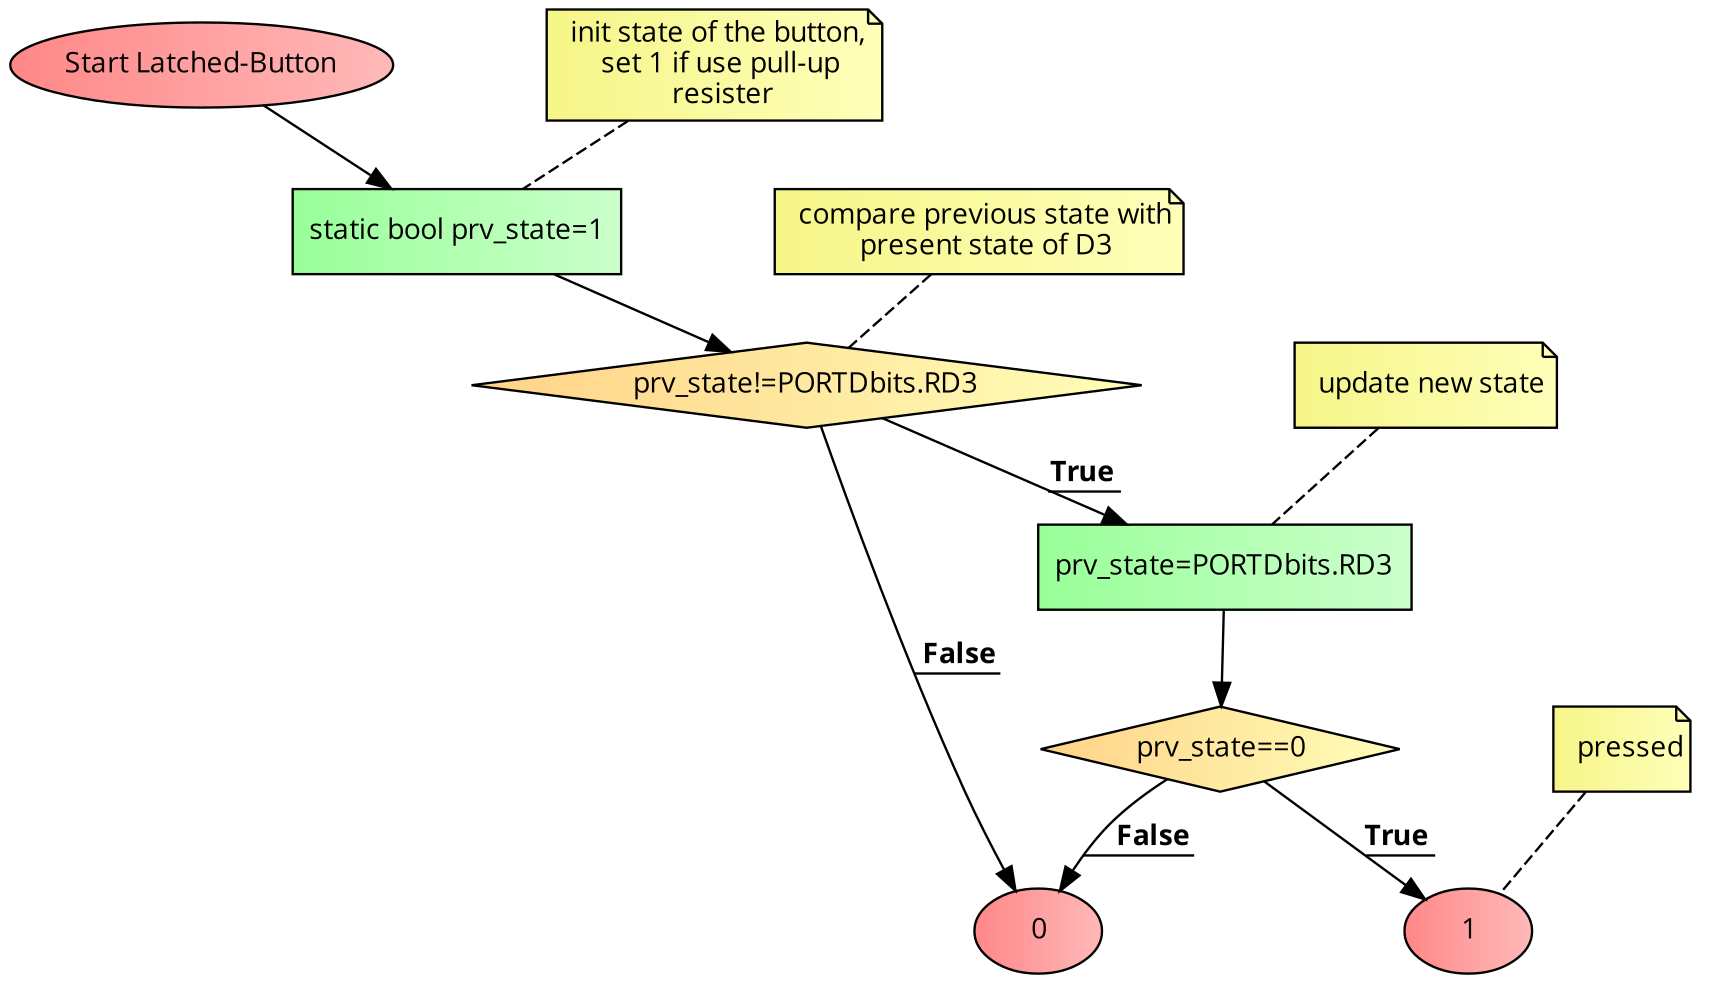 Start Latched-Button
init state of the button,
set 1 if use pull-up
resister
static bool prv_state=1
compare previous state with
present state of D3
prv_state!=PORTDbits.RD3
update new state
True
prv_state=PORTDbits.RD3
False
prv_state==0
pressed
False
True
0
1